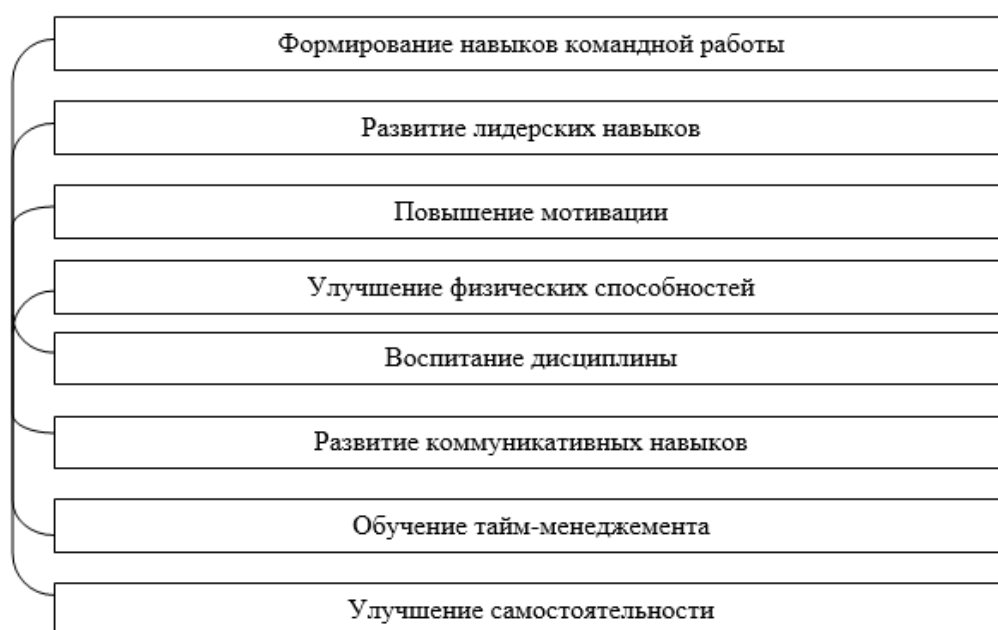 Формирование навыков командной работы
Развитие лидерских навыков
Повышение мотивации
Улучшение физических способностей
Воспитание дисциплины
Развитие коммуникативных навыков
Обучение тайм-менеджемента
Улучшение самостоятельности